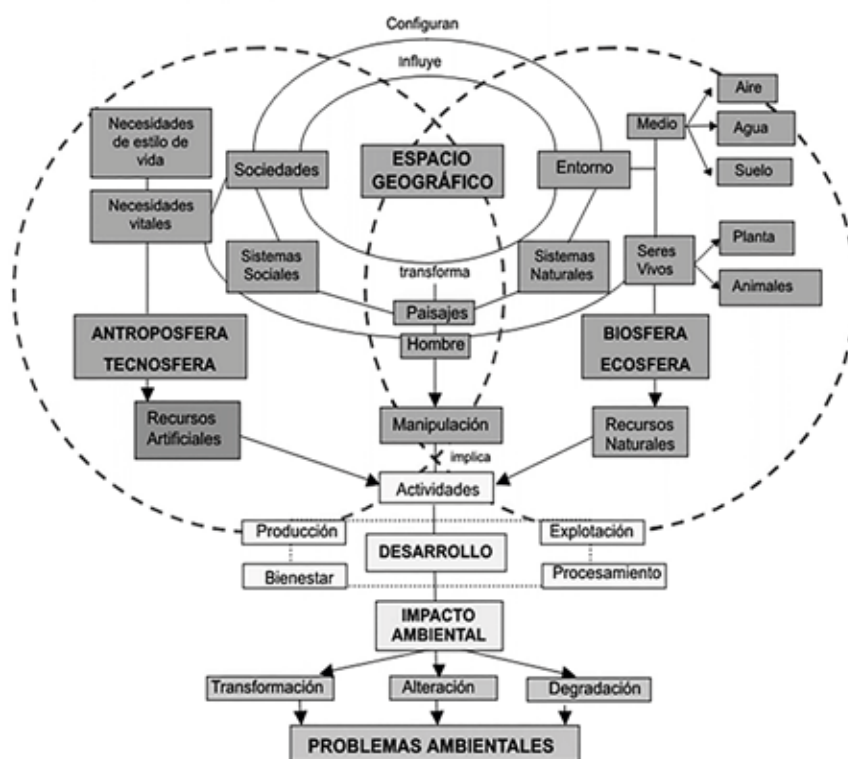 Configuran
Influye
Necesidades
de estilo de
vida
Sociedades
ESPACIO
GEOGRÁFICO
Entorno
Medio
Aire
Agua
Suelo
Necesidades
vitales
Sistemas
Sociales
transforma
Sistemas
Naturales
Seres
Vivos
Planta
Animales
Paisajes
Hombre
ANTROPOSFERA
TECNOSFERA
BIOSFERA
ECOSFERA
Recursos
Artificiales
Manipulación
Recursos
Naturales
implica
Actividades
Producción
Explotación
DESARROLLO
Bienestar
Procesamiento
IMPACTO
AMBIENTAL
Transformación
Alteración
Degradación
PROBLEMAS AMBIENTALES